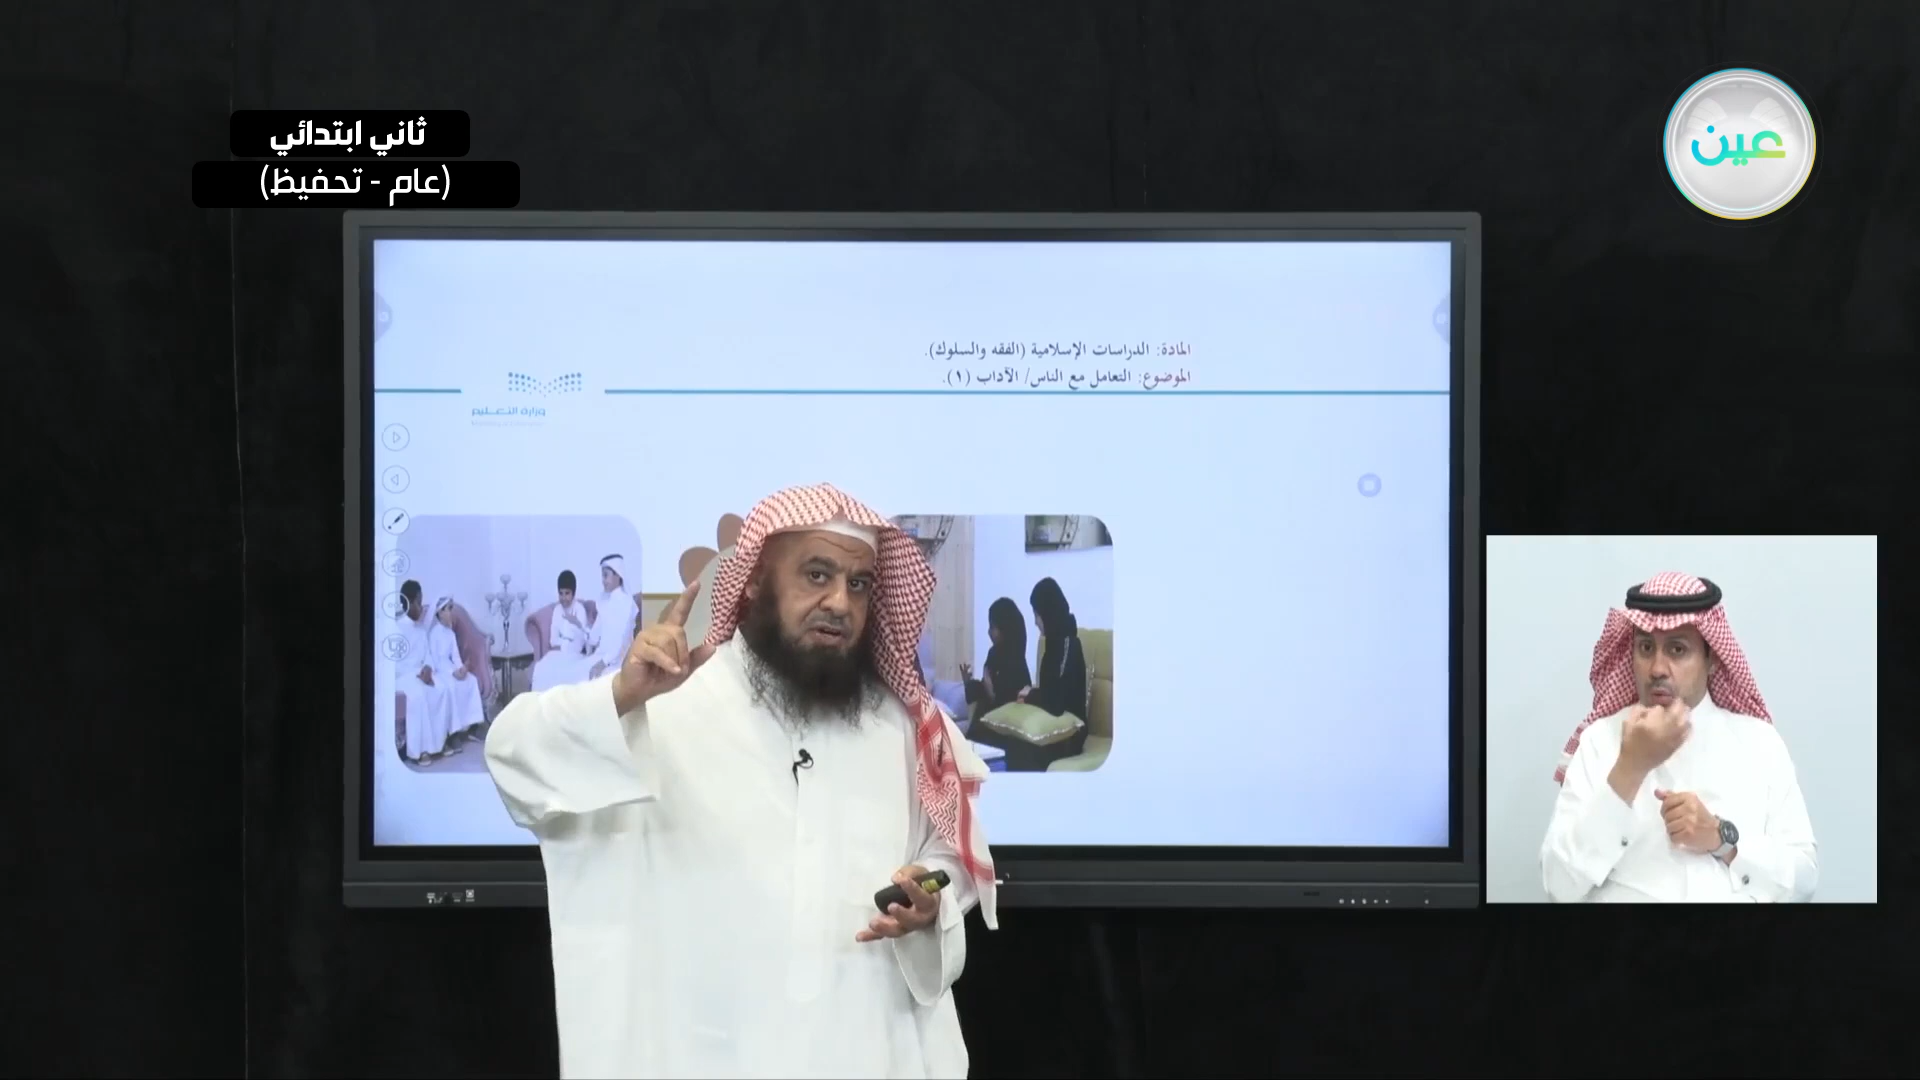 ثاني ابتدائي
(عام - تحفيظ)
عين
المادة: الدراسات الإسلامية (الفقه والسلوك).
الموضوع: التعامل مع الناس/ الآداب (١).
وزارة التعليم